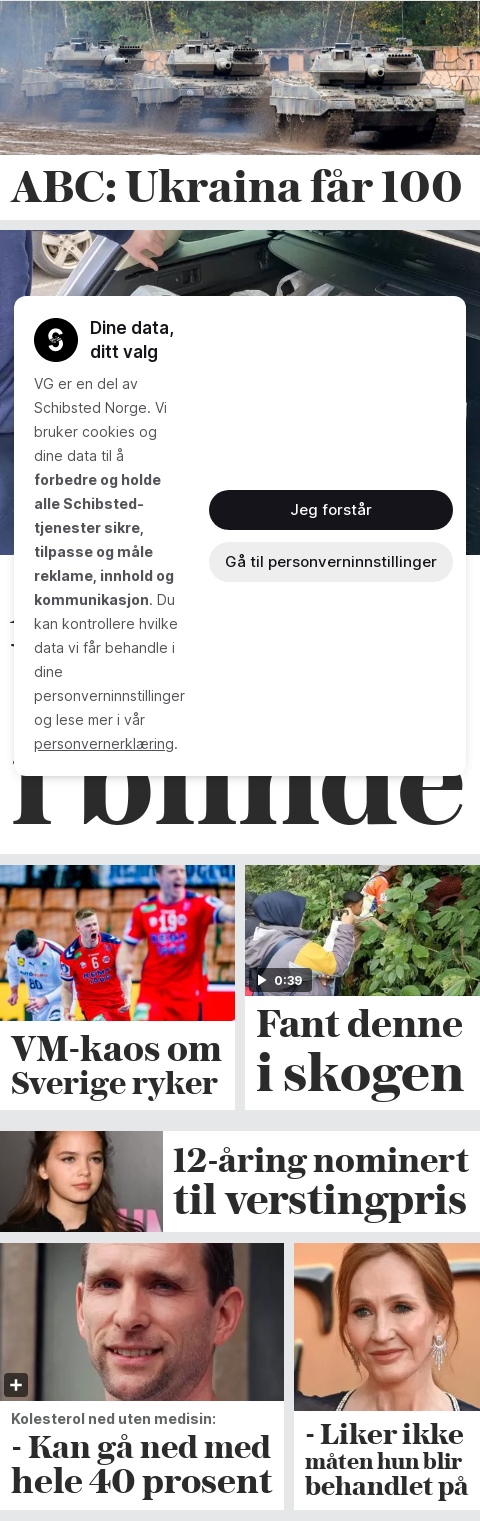 ABC: Ukraina får 100
Dine data,
ditt valg
VG er en del av
Schibsted Norge. Vi
bruker cookies og
dine data til å
forbedre og holde
alle Schibsted-
tjenester sikre,
tilpasse og måle
reklame, innhold og
kommunikasjon. Du
kan kontrollere hvilke
data vi får behandle i
dine
personverninnstillinger
og lese mer i vår
personvernerklæring.
Jeg forstår
Gå til personverninnstillinger
i blinde
VM-kaos om
Sverige ryker
0:39
Fant denne
i skogen
12-åring nominert
til verstingpris
Kolesterol ned uten medisin:
- Kan gå ned med
hele 40 prosent
- Liker ikke
måten hun blir
behandlet på